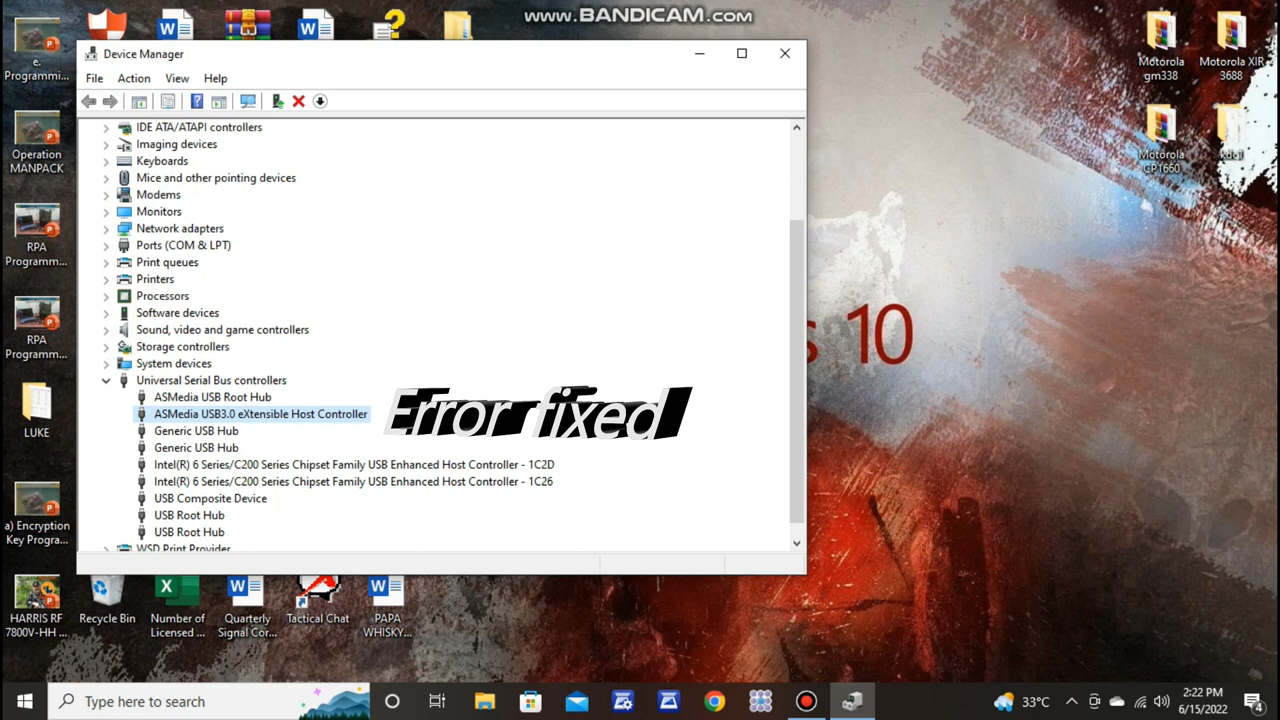 www.BANDICAM.com
e.
Programmi...
Operation
MANPACK
RPA
Programm...
RPA
Programm...
LUKE
a) Encryption
Key Progra...
HARRIS RF
7800V-HH ...
Recycle Bin
Number of
Licensed ...
Quarterly
Signal Cor...
Tactical Chat
PAPA
WHISKY...
Motorola
gm338
Motorola XIR
3688
Motorola
CP1660
Device Manager
File Action View Help
IDE ATA/ATAPI controllers
Imaging devices
Keyboards
Mice and other pointing devices
Modems
Monitors
Network adapters
Ports (COM & LPT)
Print queues
Printers
Processors
Software devices
Sound, video and game controllers
Storage controllers
System devices
Universal Serial Bus controllers
ASMedia USB Root Hub
ASMedia USB3.0 eXtensible Host Controller
Generic USB Hub
Generic USB Hub
Intel(R) 6 Series/C200 Series Chipset Family USB Enhanced Host Controller - 1C2D
Intel(R) 6 Series/C200 Series Chipset Family USB Enhanced Host Controller - 1C26
USB Composite Device
USB Root Hub
USB Root Hub
WSD Print Provider
Error fixed
s 10
Type here to search
33°C
2:22 PM
6/15/2022
4